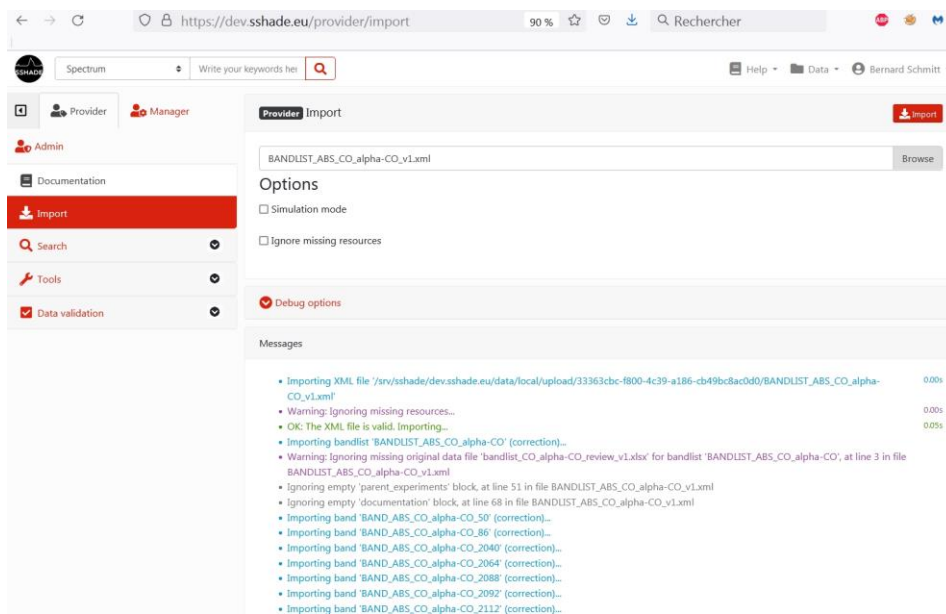 https://dev.sshade.eu/provider/import 90 % Rechercher
ABP
SSHADE Spectrum Write your keywords her Help Data Bernard Schmitt
Provider Manager
Provider Import Import
Admin
BANDLIST_ABS_CO_alpha-CO_v1.xml Browse
Documentation
Options
Import
Simulation mode
Search
Ignore missing resources
Tools
Debug options
Data validation
Messages
• Importing XML file '/srv/sshade/dev.sshade.eu/data/local/upload/33363cbc-f800-4c39-a186-cb49bc8ac0d0/BANDLIST_ABS_CO_alpha- 0.00s
CO_v1.xml'
• Warning: Ignoring missing resources... 0.00s
• OK: The XML file is valid. Importing... 0.05s
• Importing bandlist 'BANDLIST_ABS_CO_alpha-CO' (correction)...
• Warning: Ignoring missing original data file 'bandlist_CO_alpha-CO_review_v1.xlsx' for bandlist 'BANDLIST_ABS_CO_alpha-CO', at line 3 in file
BANDLIST_ABS_CO_alpha-CO_v1.xml
• Ignoring empty 'parent_experiments' block, at line 51 in file BANDLIST_ABS_CO_alpha-CO_v1.xml
• Ignoring empty 'documentation' block, at line 68 in file BANDLIST_ABS_CO_alpha-CO_v1.xml
• Importing band 'BAND_ABS_CO_alpha-CO_50' (correction)...
• Importing band 'BAND_ABS_CO_alpha-CO_86' (correction)...
• Importing band 'BAND_ABS_CO_alpha-CO_2040' (correction)...
• Importing band 'BAND_ABS_CO_alpha-CO_2064' (correction)...
• Importing band 'BAND_ABS_CO_alpha-CO_2088' (correction)...
• Importing band 'BAND_ABS_CO_alpha-CO_2092' (correction)...
• Importing band 'BAND_ABS_CO_alpha-CO_2112' (correction)...